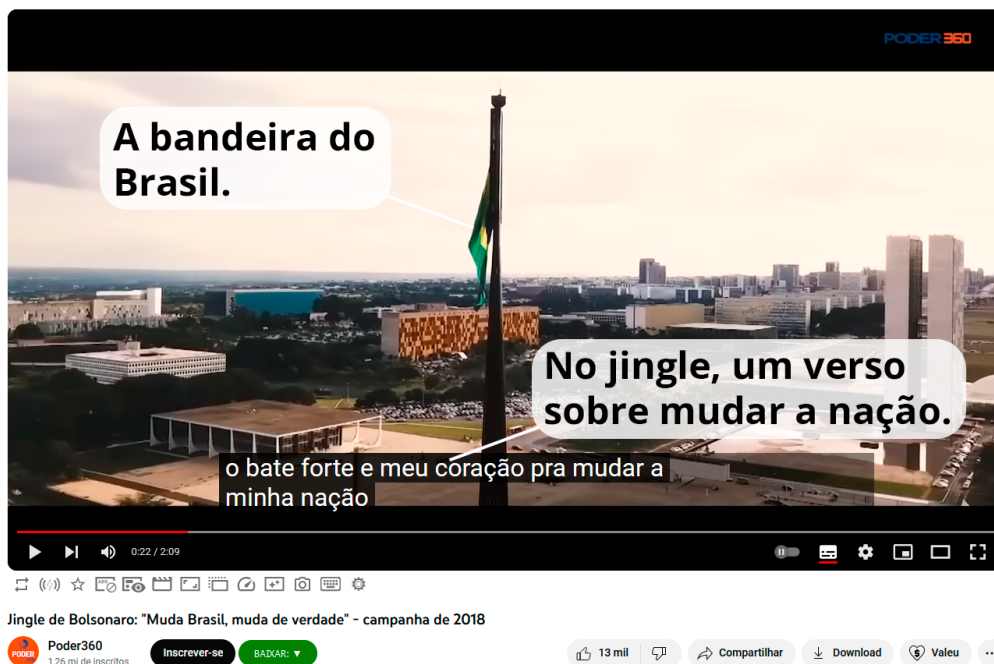 PODER360
A bandeira do
Brasil.
No jingle, um verso
sobre mudar a nação.
o bate forte e meu coração pra mudar a
minha nação
0:22 / 2:09
Jingle de Bolsonaro: "Muda Brasil, muda de verdade" - campanha de 2018
PODER
Poder360
1,26 mi de inscritos
Inscrever-se
BAIXAR: ▼
13 mil
Compartilhar
Download
Valeu